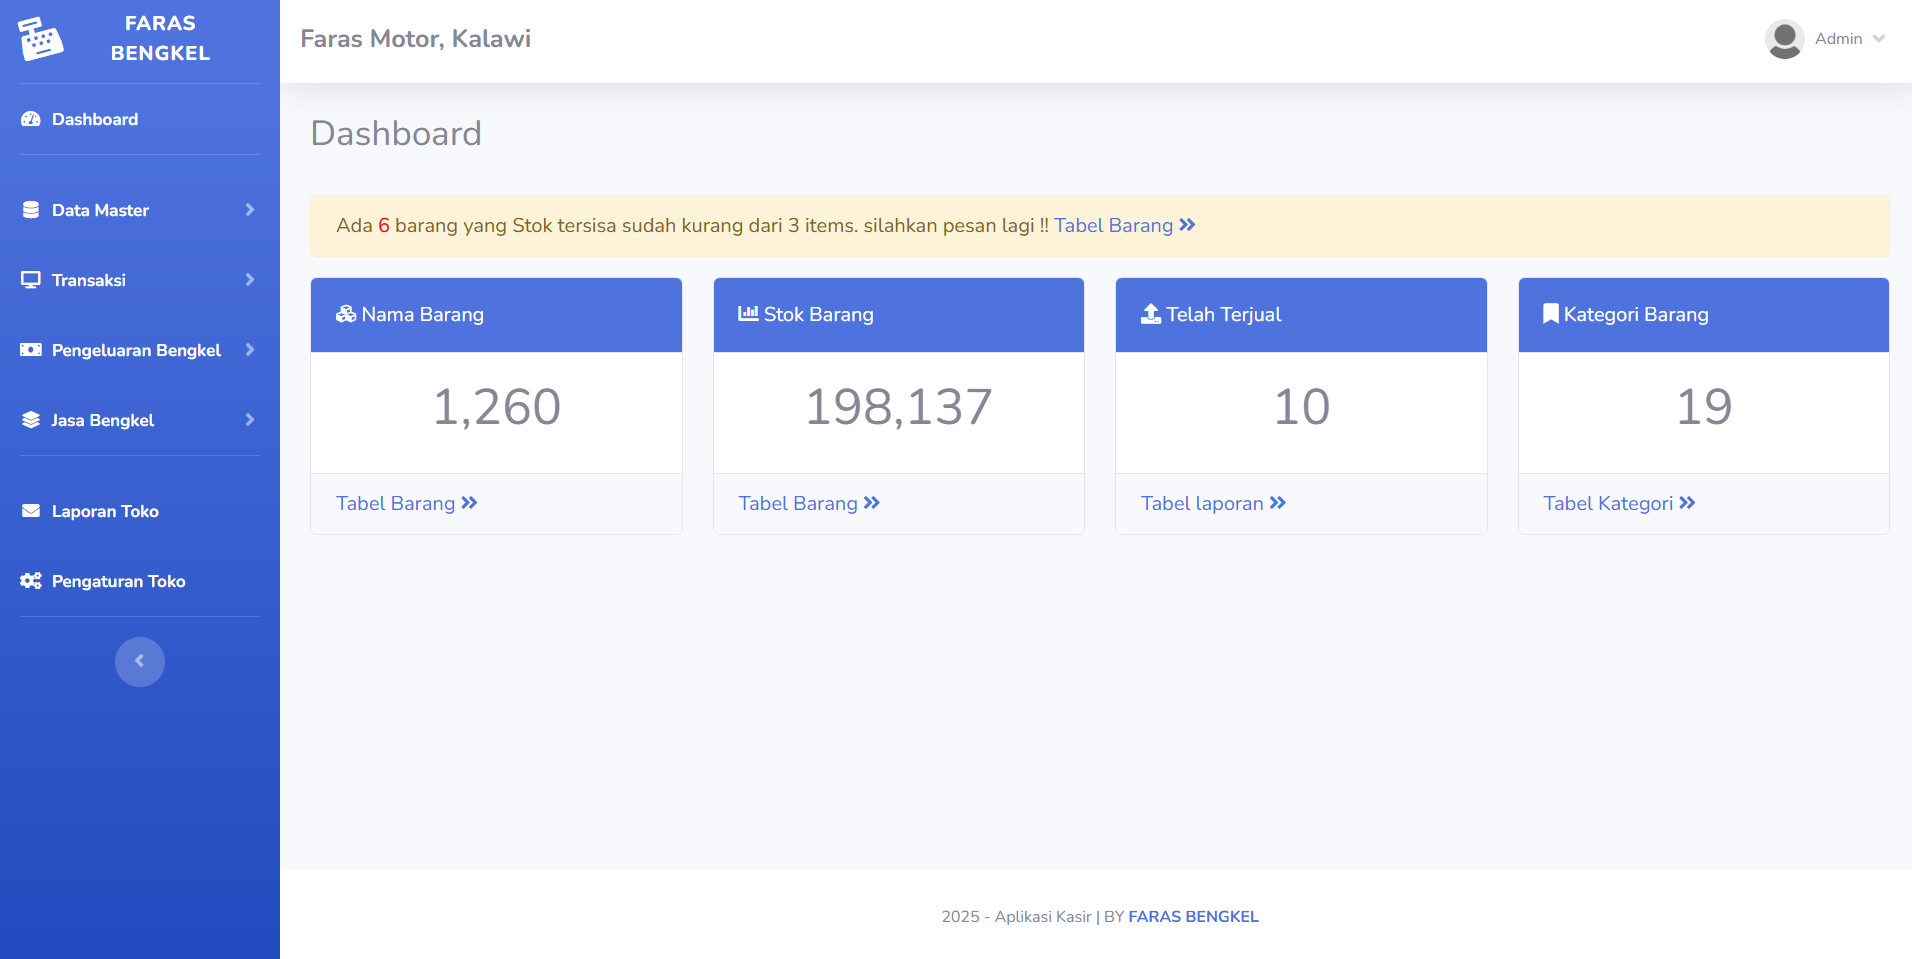 FARAS
BENGKEL
Dashboard
Data Master
Transaksi
Pengeluaran Bengkel
Jasa Bengkel
Laporan Toko
Pengaturan Toko
Faras Motor, Kalawi
Admin
Dashboard
Ada 6 barang yang Stok tersisa sudah kurang dari 3 items. silahkan pesan lagi !! Tabel Barang
Nama Barang
1,260
Tabel Barang
Stok Barang
198,137
Tabel Barang
Telah Terjual
10
Tabel laporan
Kategori Barang
19
Tabel Kategori
2025 - Aplikasi Kasir | BY FARAS BENGKEL